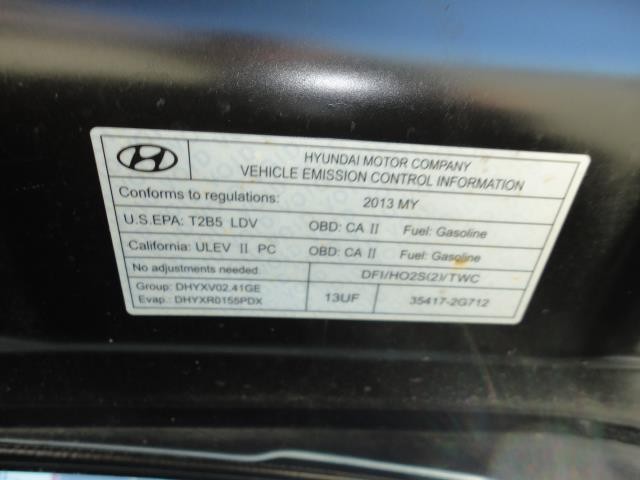 HYUNDAI MOTOR COMPANY
VEHICLE EMISSION CONTROL INFORMATION
Conforms to regulations: 2013 MY
U.S.EPA: T2B5 LDV OBD: CA II Fuel: Gasoline
California: ULEV II PC OBD: CA II Fuel: Gasoline
No adjustments needed. DFI/HO2S(2)/TWC
Group: DHYXV02.41GE
Evap.: DHYXR0155PDX 13UF 35417-2G712